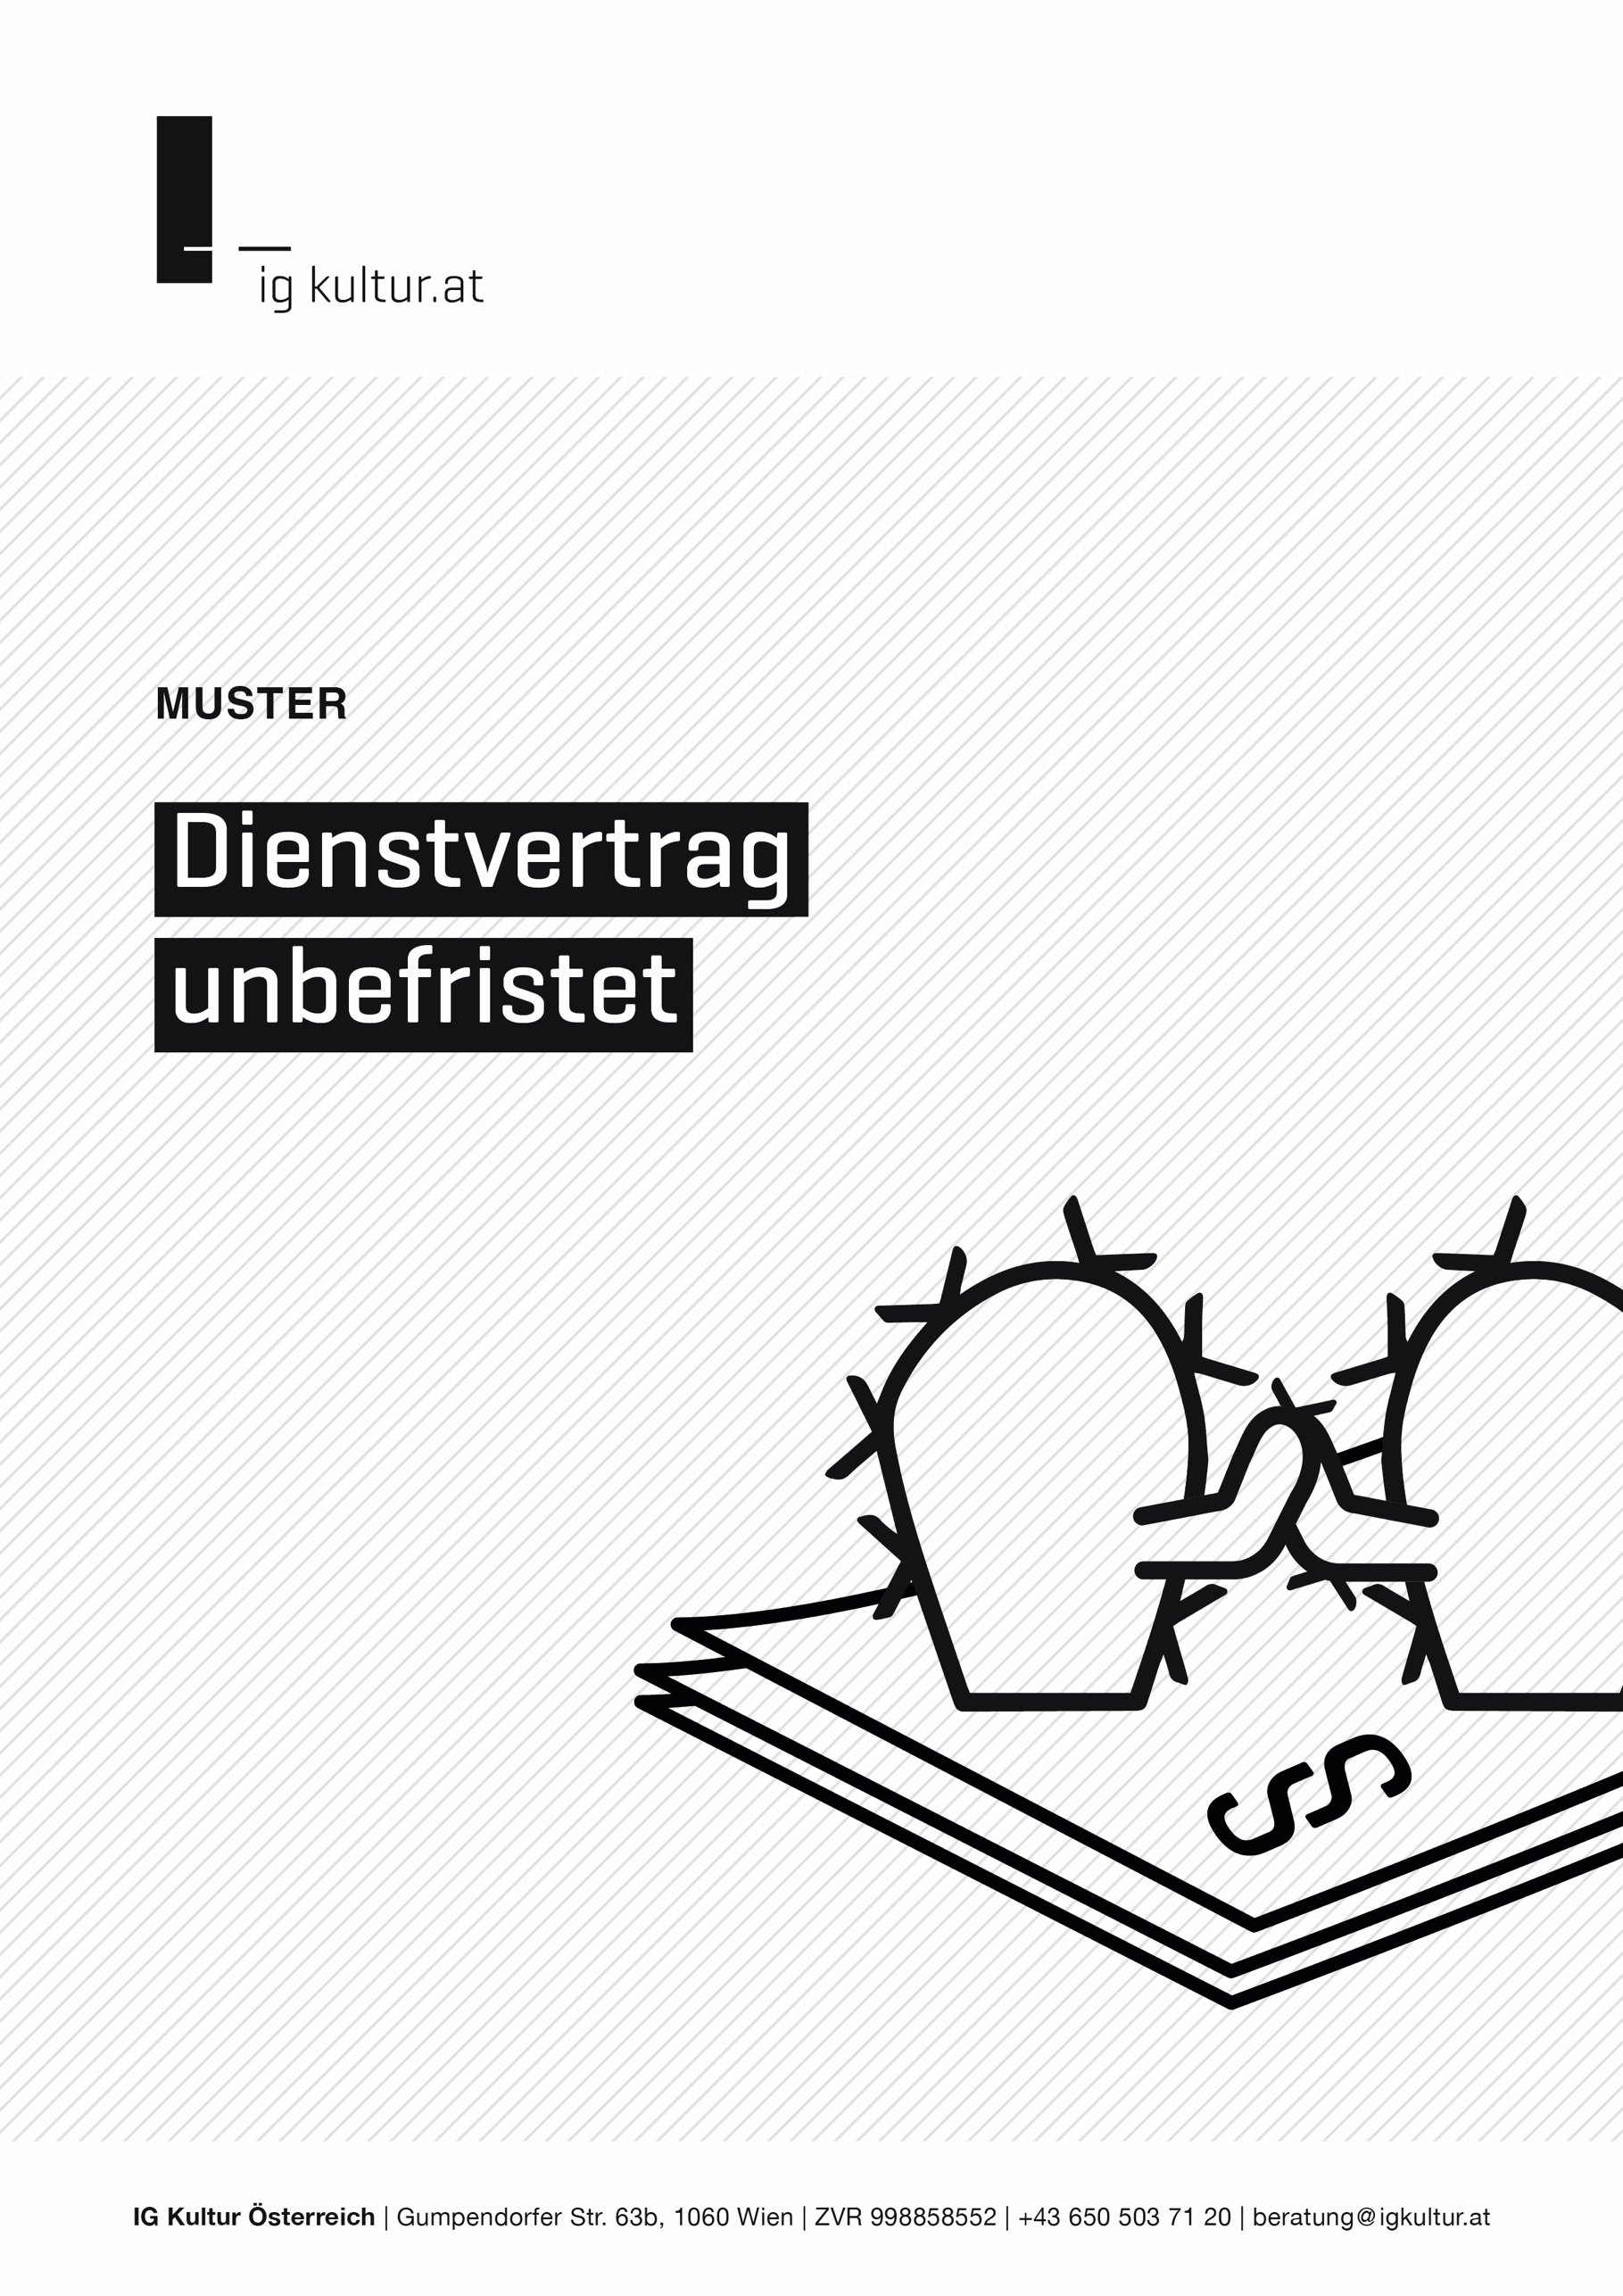 ig kultur.at
MUSTER
Dienstvertrag
unbefristet
§
IG Kultur Österreich | Gumpendorfer Str. 63b, 1060 Wien | ZVR 998858552 | +43 650 503 71 20 | beratung@igkultur.at